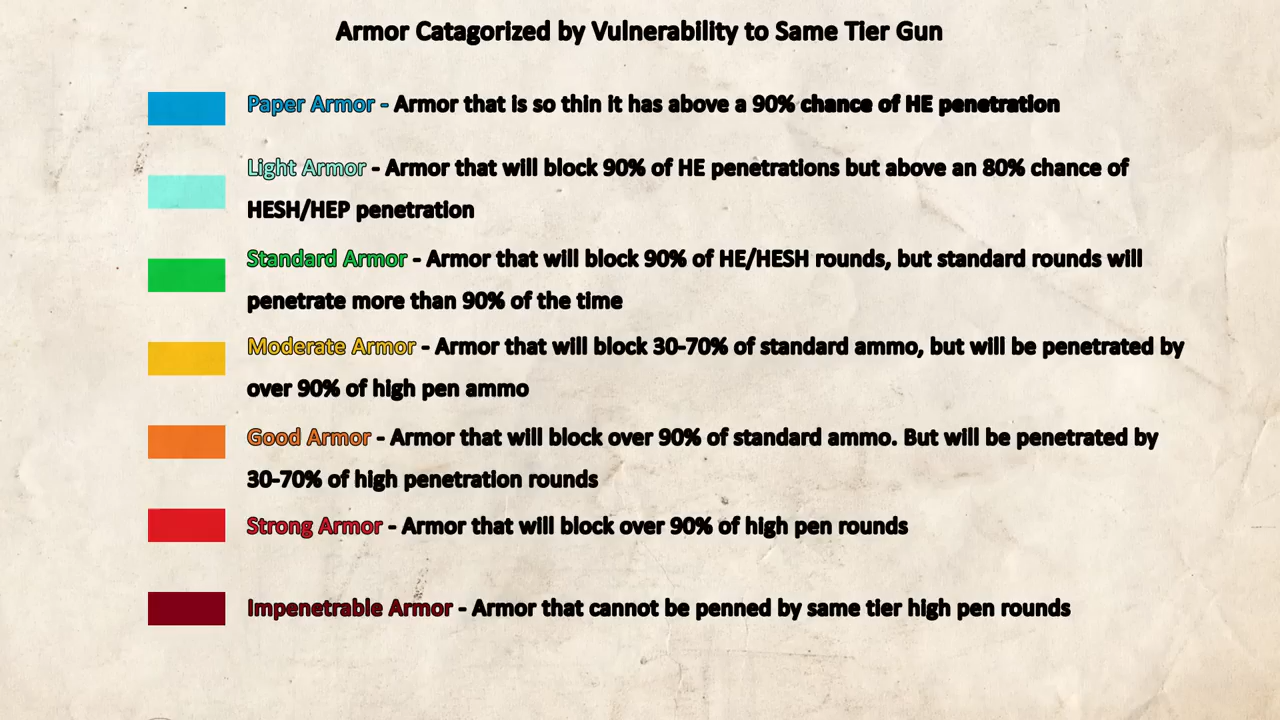 Armor Catagorized by Vulnerability to Same Tier Gun
Paper Armor - Armor that is so thin it has above a 90% chance of HE penetration
Light Armor - Armor that will block 90% of HE penetrations but above an 80% chance of
HESH/HEP penetration
Standard Armor - Armor that will block 90% of HE/HESH rounds, but standard rounds will
penetrate more than 90% of the time
Moderate Armor - Armor that will block 30-70% of standard ammo, but will be penetrated by
over 90% of high pen ammo
Good Armor - Armor that will block over 90% of standard ammo. But will be penetrated by
30-70% of high penetration rounds
Strong Armor - Armor that will block over 90% of high pen rounds
Impenetrable Armor - Armor that cannot be penned by same tier high pen rounds